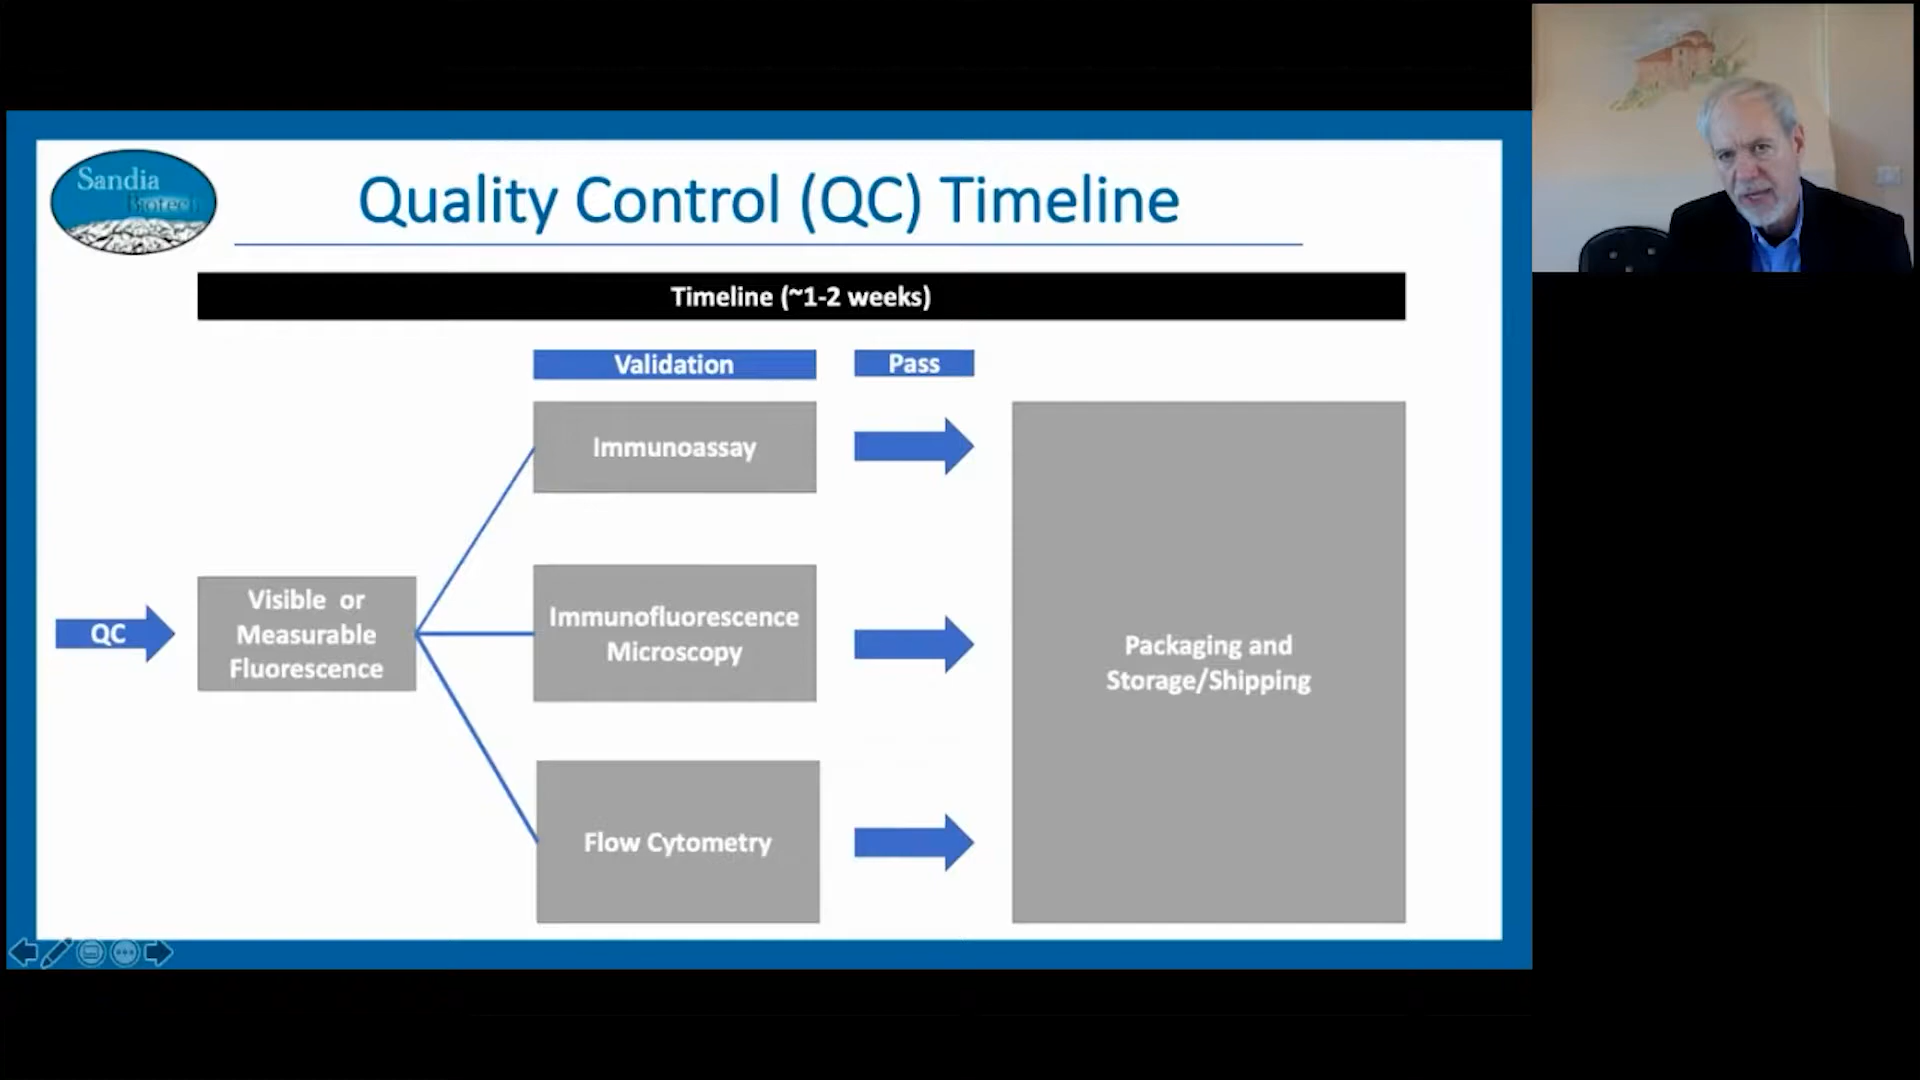 Sandia
Biotech
Quality Control (QC) Timeline
Timeline (~1-2 weeks)
Validation
Pass
Immunoassay
QC
Visible or
Measurable
Fluorescence
Immunofluorescence
Microscopy
Packaging and
Storage/Shipping
Flow Cytometry